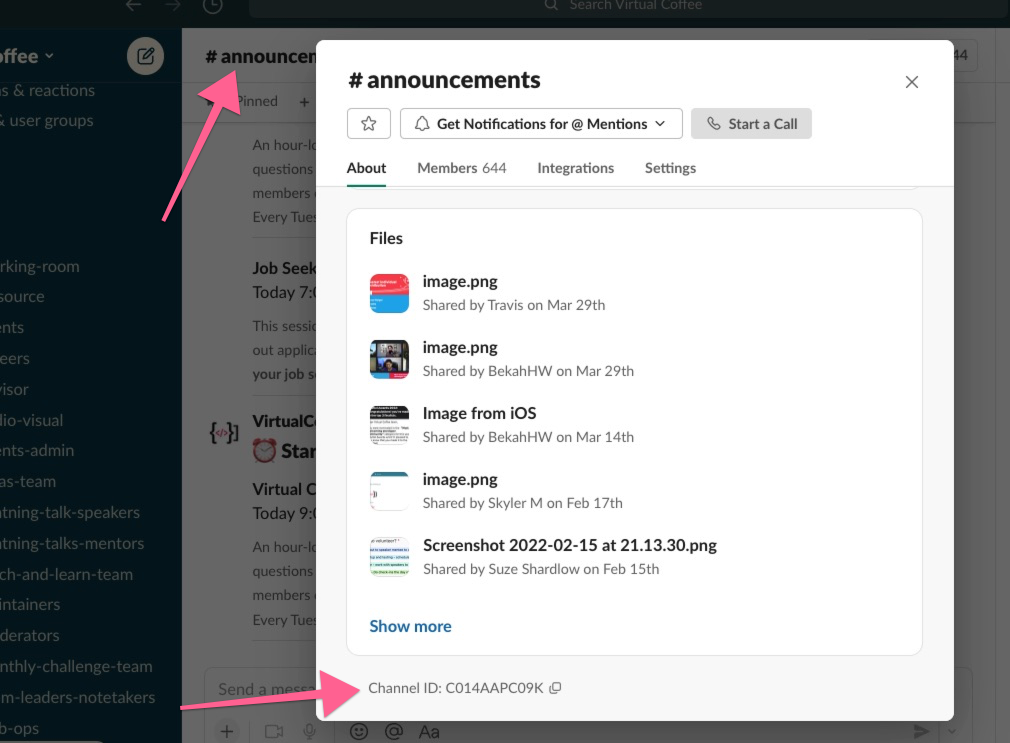 Search Virtual Coffee
offee
ns & reactions
& user groups
rking-room
source
ents
eers
visor
dio-visual
ents-admin
as-team
htning-talk-speakers
htning-talks-mentors
ch-and-learn-team
intainers
derators
nthly-challenge-team
m-leaders-notetakers
b-ops
# announcem
44
Pinned +
An hour-lo
questions
members
Every Tues
Job Seek
Today 7:0
This sessi
out applica
your job s
VirtualCo
Star
Virtual C
Today 9:0
An hour-lo
questions
members
Every Tues
Send a messa
Aa
# announcements
Get Notifications for @ Mentions
Start a Call
About Members 644 Integrations Settings
Files
image.png
Shared by Travis on Mar 29th
image.png
Shared by BekahHW on Mar 29th
Image from iOS
Shared by BekahHW on Mar 14th
image.png
Shared by Skyler M on Feb 17th
Screenshot 2022-02-15 at 21.13.30.png
Shared by Suze Shardlow on Feb 15th
Show more
Channel ID: C014AAPC09K